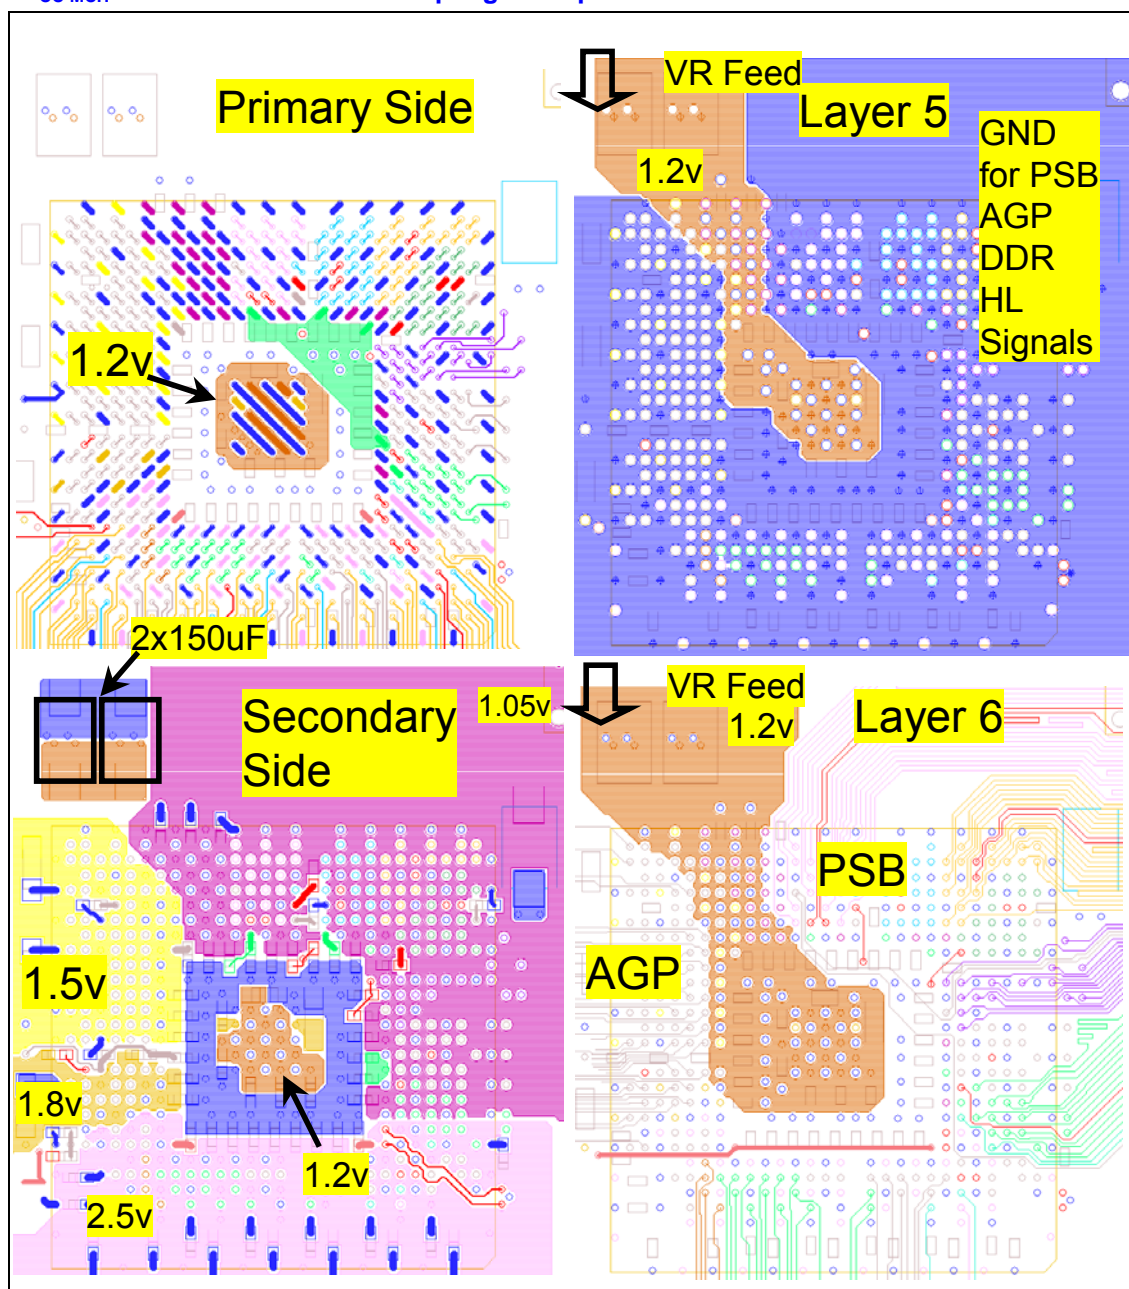 Primary Side
VR Feed
Layer 5
GND
for PSB
AGP
DDR
HL
Signals
1.2v
1.2v
2x150uF
Secondary
Side
1.05v
VR Feed
1.2v
Layer 6
PSB
AGP
1.5v
1.8v
1.2v
2.5v